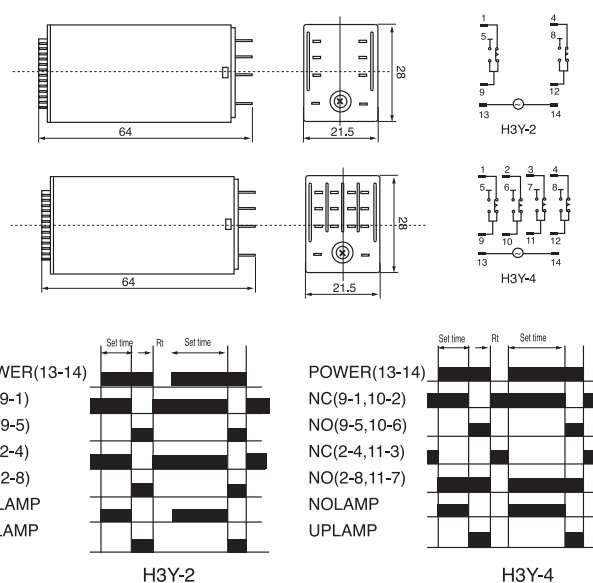 64
21.5
28
1
4
5
8
9
12
13
14
H3Y-2
64
21.5
28
1 2 3 4
5 6 7 8
9 10 11 12
13 14
H3Y-4
Set time Rt Set time
WER(13-14)
9-1)
9-5)
2-4)
2-8)
LAMP
LAMP
H3Y-2
Set time Rt Set time
POWER(13-14)
NC(9-1,10-2)
NO(9-5,10-6)
NC(2-4,11-3)
NO(2-8,11-7)
NOLAMP
UPLAMP
H3Y-4